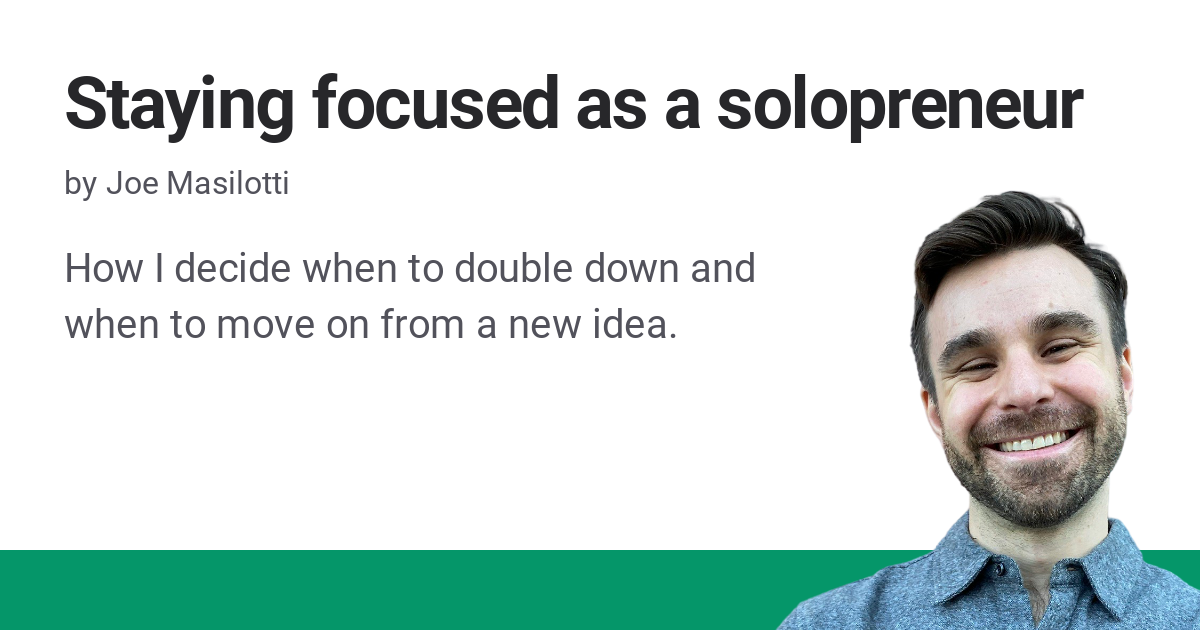 Staying focused as a solopreneur
by Joe Masilotti
How I decide when to double down and
when to move on from a new idea.